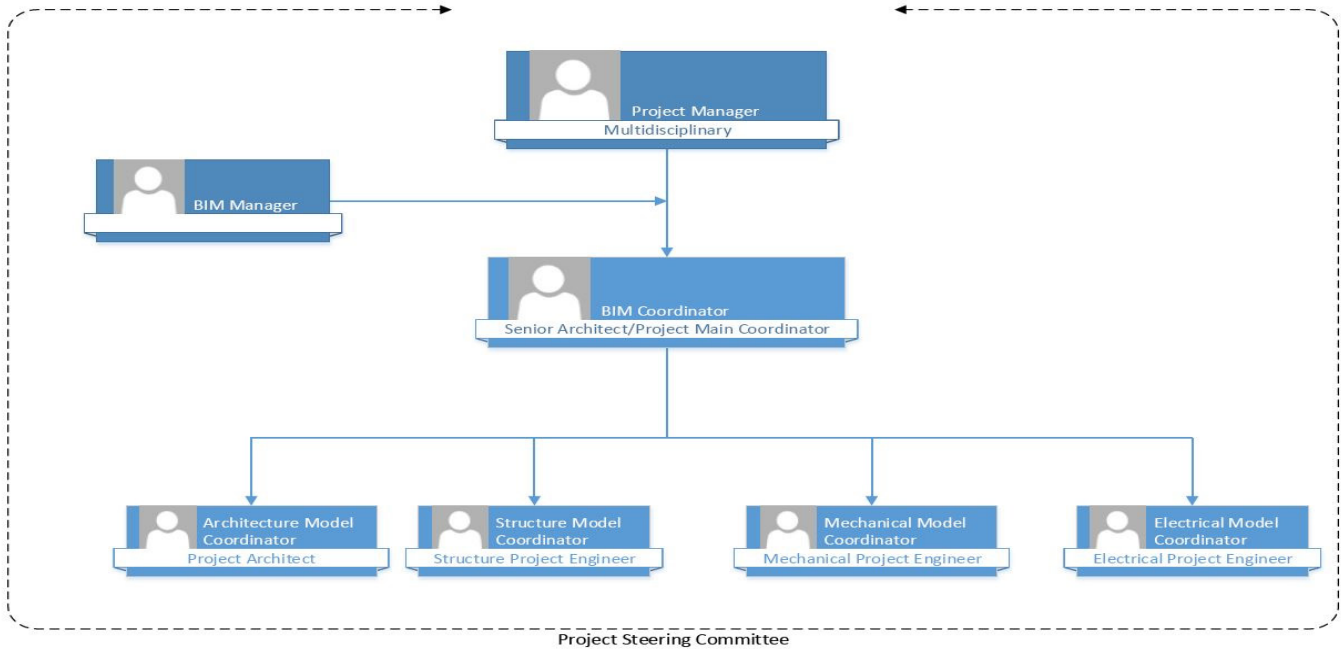 Project Manager
Multidisciplinary
BIM Manager
BIM Coordinator
Senior Architect/Project Main Coordinator
Architecture Model
Coordinator
Project Architect
Structure Model
Coordinator
Structure Project Engineer
Mechanical Model
Coordinator
Mechanical Project Engineer
Electrical Model
Coordinator
Electrical Project Engineer
Project Steering Committee